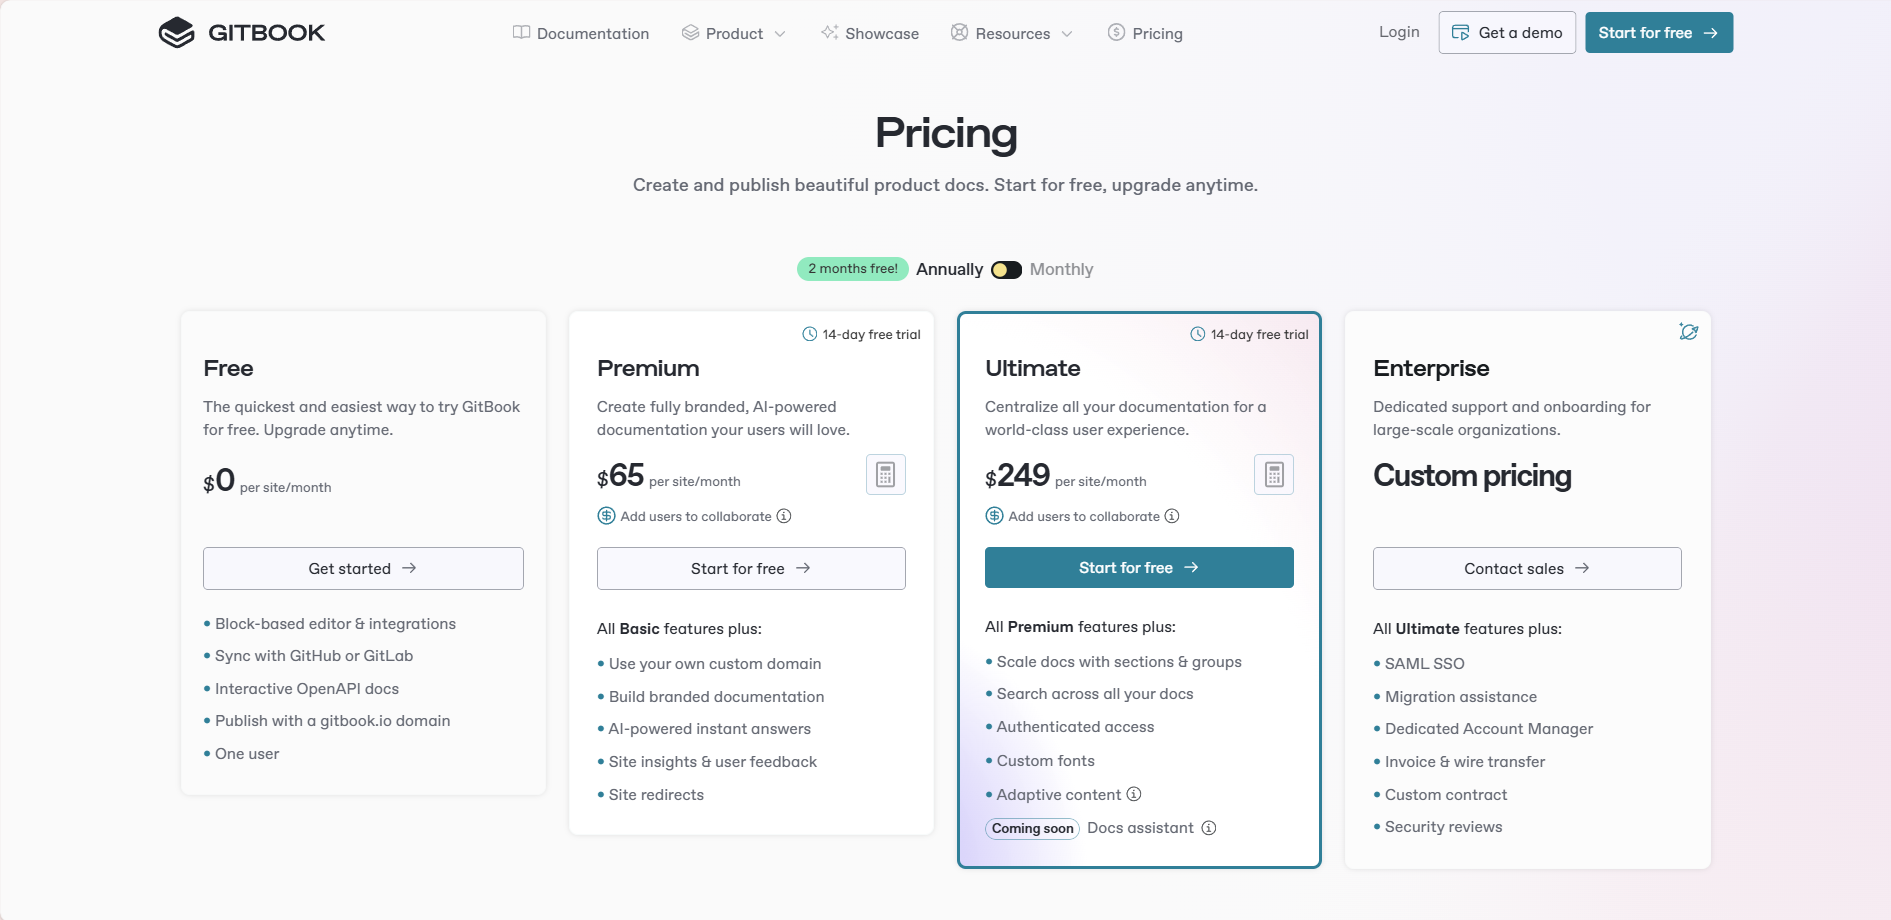 GITBOOK
Documentation
Product
Showcase
Resources
Pricing
Login
Get a demo
Start for free →
Pricing
Create and publish beautiful product docs. Start for free, upgrade anytime.
2 months free! Annually Monthly
Free
The quickest and easiest way to try GitBook
for free. Upgrade anytime.
$0 per site/month
Get started →
• Block-based editor & integrations
• Sync with GitHub or GitLab
• Interactive OpenAPI docs
• Publish with a gitbook.io domain
• One user
14-day free trial
Premium
Create fully branded, AI-powered
documentation your users will love.
$65 per site/month
Add users to collaborate
Start for free →
All Basic features plus:
• Use your own custom domain
• Build branded documentation
• AI-powered instant answers
• Site insights & user feedback
• Site redirects
14-day free trial
Ultimate
Centralize all your documentation for a
world-class user experience.
$249 per site/month
Add users to collaborate
Start for free →
All Premium features plus:
• Scale docs with sections & groups
• Search across all your docs
• Authenticated access
• Custom fonts
• Adaptive content
Coming soon Docs assistant
Enterprise
Dedicated support and onboarding for
large-scale organizations.
Custom pricing
Contact sales →
All Ultimate features plus:
• SAML SSO
• Migration assistance
• Dedicated Account Manager
• Invoice & wire transfer
• Custom contract
• Security reviews